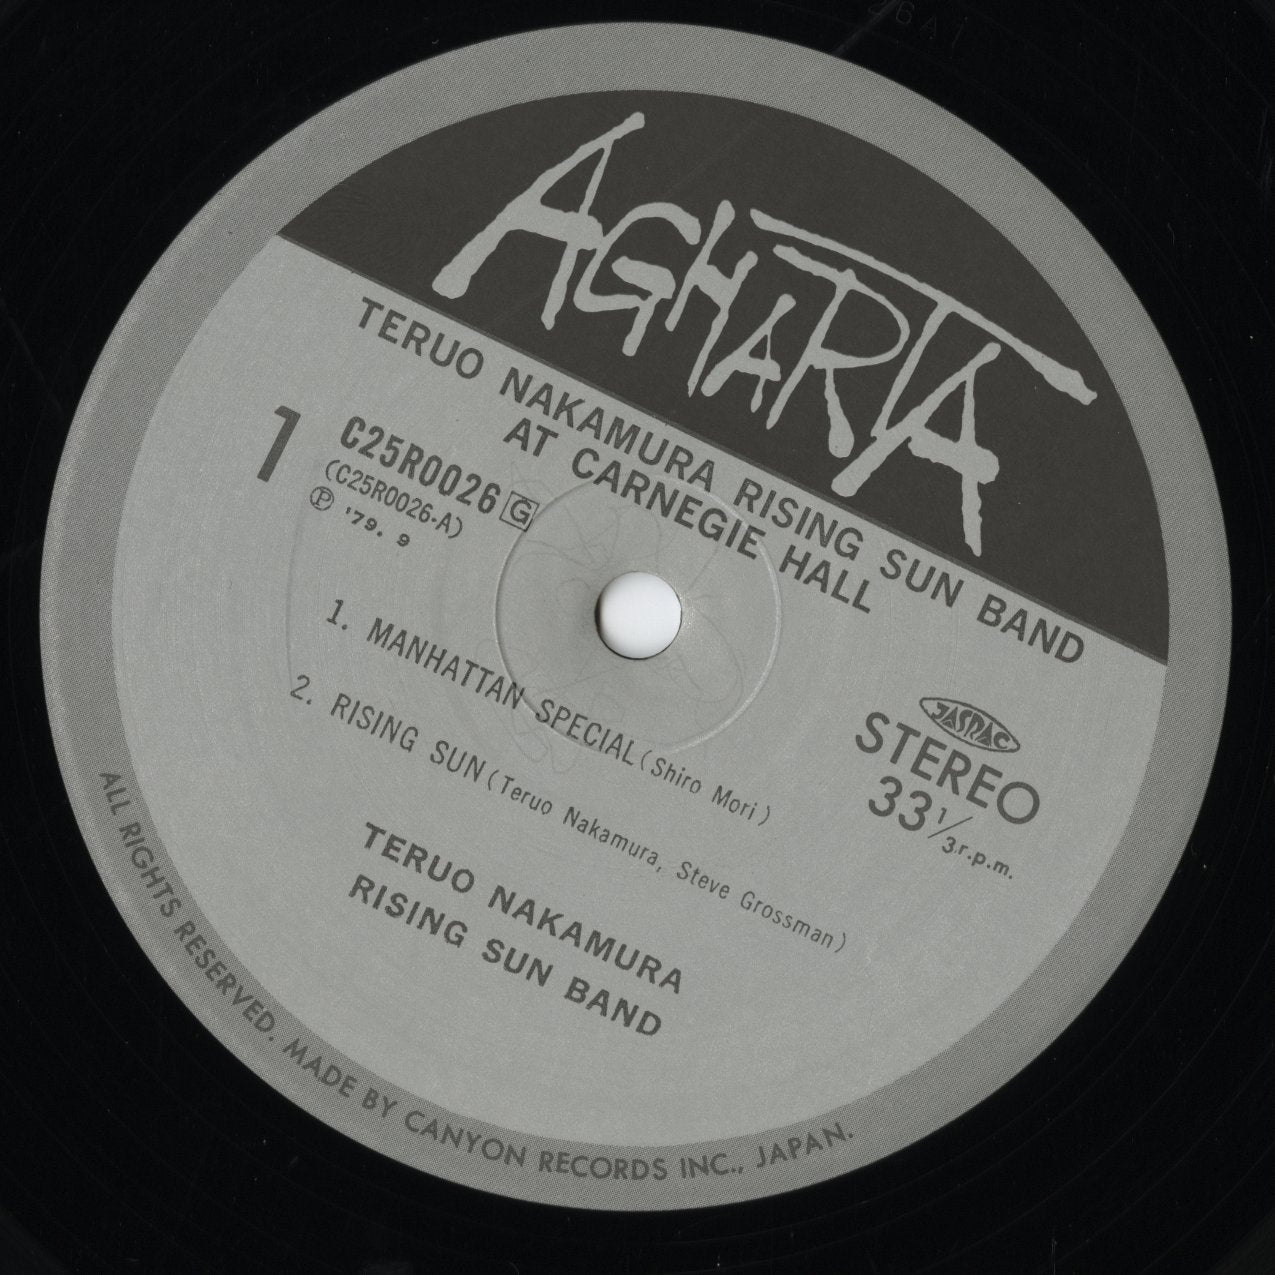 AGHARTA
TERUO NAKAMURA RISING SUN BAND
AT CARNEGIE HALL
1
C25R0026 G
(C25R0026-A)
Ⓟ '79. 9
1. MANHATTAN SPECIAL (Shiro Mori)
2. RISING SUN (Teruo Nakamura, Steve Grossman)
JASRAC
STEREO
33 1/3 r.p.m.
TERUO NAKAMURA
RISING SUN BAND
ALL RIGHTS RESERVED. MADE BY CANYON RECORDS INC., JAPAN.